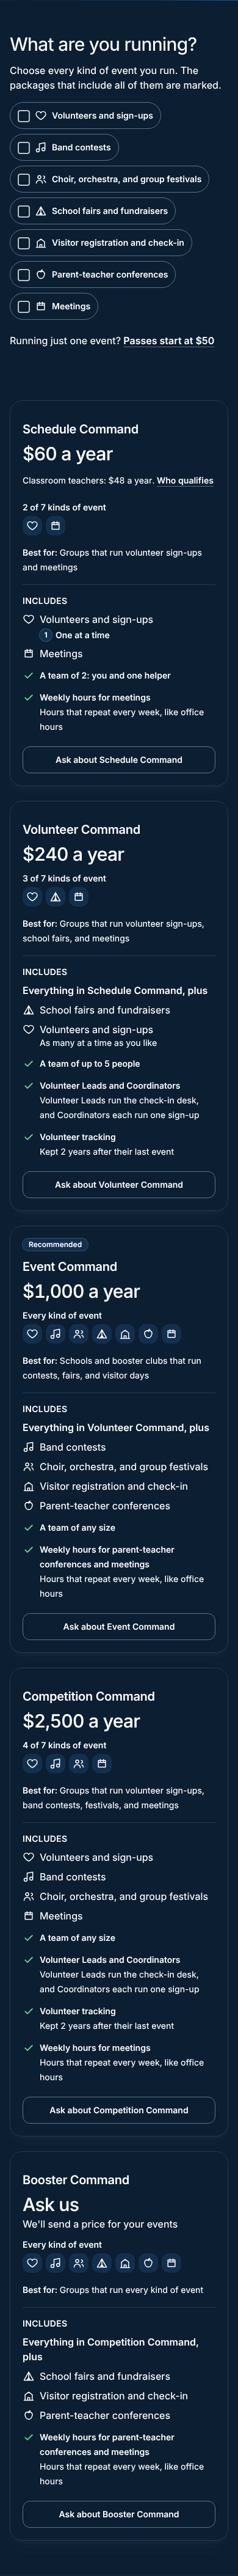 What are you running?
Choose every kind of event you run. The
packages that include all of them are marked.
Volunteers and sign-ups
Band contests
Choir, orchestra, and group festivals
School fairs and fundraisers
Visitor registration and check-in
Parent-teacher conferences
Meetings
Running just one event? Passes start at $50
Schedule Command
$60 a year
Classroom teachers: $48 a year. Who qualifies
2 of 7 kinds of event
Best for: Groups that run volunteer sign-ups
and meetings
INCLUDES
Volunteers and sign-ups
1 One at a time
Meetings
A team of 2: you and one helper
Weekly hours for meetings
Hours that repeat every week, like office
hours
Ask about Schedule Command
Volunteer Command
$240 a year
3 of 7 kinds of event
Best for: Groups that run volunteer sign-ups,
school fairs, and meetings
INCLUDES
Everything in Schedule Command, plus
School fairs and fundraisers
Volunteers and sign-ups
As many at a time as you like
A team of up to 5 people
Volunteer Leads and Coordinators
Volunteer Leads run the check-in desk,
and Coordinators each run one sign-up
Volunteer tracking
Kept 2 years after their last event
Ask about Volunteer Command
Recommended
Event Command
$1,000 a year
Every kind of event
Best for: Schools and booster clubs that run
contests, fairs, and visitor days
INCLUDES
Everything in Volunteer Command, plus
Band contests
Choir, orchestra, and group festivals
Visitor registration and check-in
Parent-teacher conferences
A team of any size
Weekly hours for parent-teacher
conferences and meetings
Hours that repeat every week, like office
hours
Ask about Event Command
Competition Command
$2,500 a year
4 of 7 kinds of event
Best for: Groups that run volunteer sign-ups,
band contests, festivals, and meetings
INCLUDES
Volunteers and sign-ups
Band contests
Choir, orchestra, and group festivals
Meetings
A team of any size
Volunteer Leads and Coordinators
Volunteer Leads run the check-in desk,
and Coordinators each run one sign-up
Volunteer tracking
Kept 2 years after their last event
Weekly hours for meetings
Hours that repeat every week, like office
hours
Ask about Competition Command
Booster Command
Ask us
We'll send a price for your events
Every kind of event
Best for: Groups that run every kind of event
INCLUDES
Everything in Competition Command,
plus
School fairs and fundraisers
Visitor registration and check-in
Parent-teacher conferences
Weekly hours for parent-teacher
conferences and meetings
Hours that repeat every week, like office
hours
Ask about Booster Command